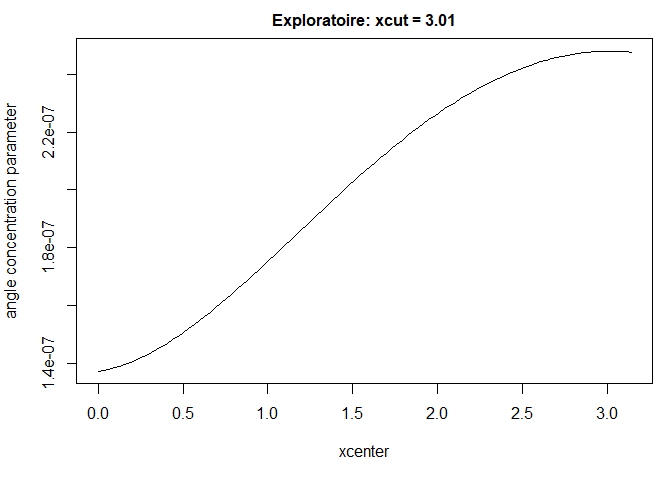 Exploratoire: xcut = 3.01
angle concentration parameter
2.2e-07
1.8e-07
1.4e-07
0.0 0.5 1.0 1.5 2.0 2.5 3.0
xcenter